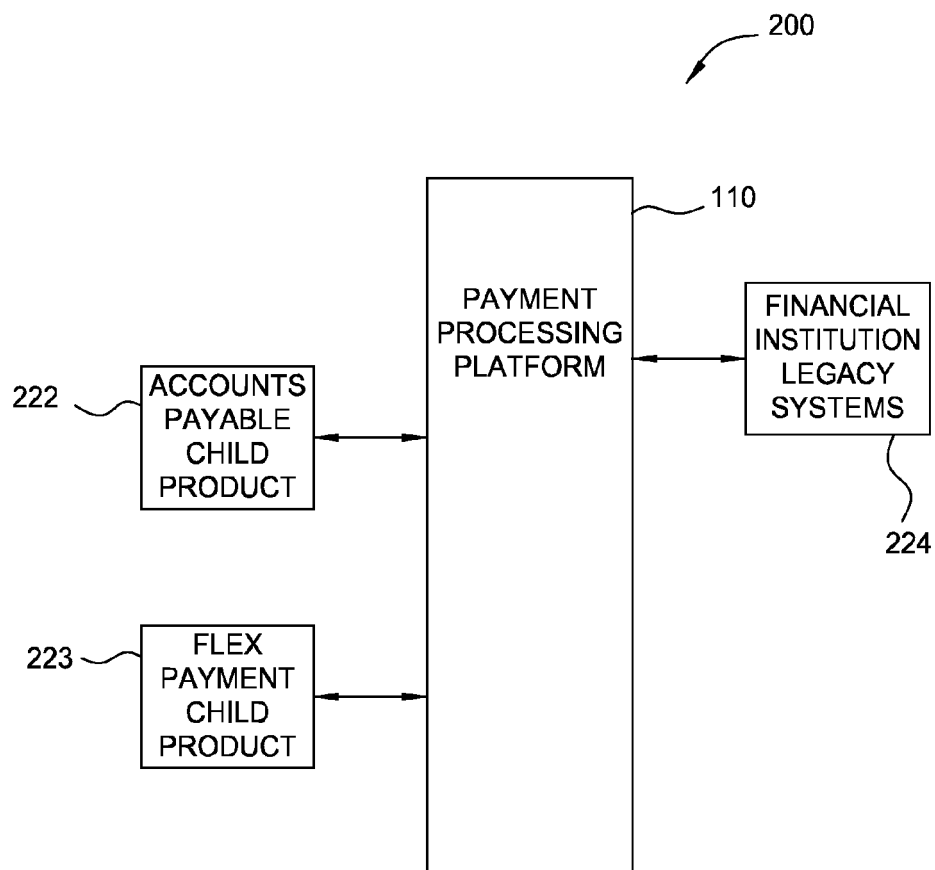 200
110
PAYMENT
PROCESSING
PLATFORM
FINANCIAL
INSTITUTION
LEGACY
SYSTEMS
224
222
ACCOUNTS
PAYABLE
CHILD
PRODUCT
223
FLEX
PAYMENT
CHILD
PRODUCT